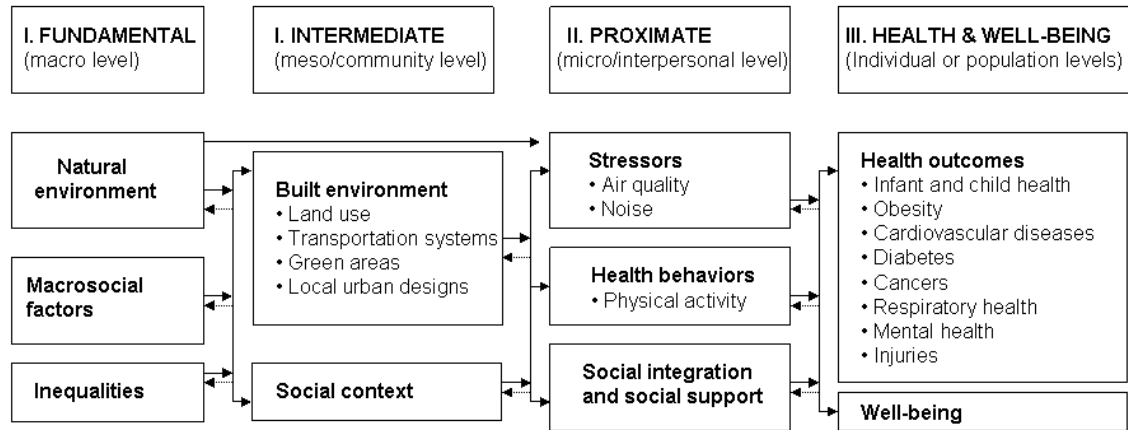 I. FUNDAMENTAL
(macro level)
I. INTERMEDIATE
(meso/community level)
II. PROXIMATE
(micro/interpersonal level)
III. HEALTH & WELL-BEING
(Individual or population levels)
Natural
environment
Macrosocial
factors
Inequalities
Built environment
• Land use
• Transportation systems
• Green areas
• Local urban designs
Social context
Stressors
• Air quality
• Noise
Health behaviors
• Physical activity
Social integration
and social support
Health outcomes
• Infant and child health
• Obesity
• Cardiovascular diseases
• Diabetes
• Cancers
• Respiratory health
• Mental health
• Injuries
Well-being